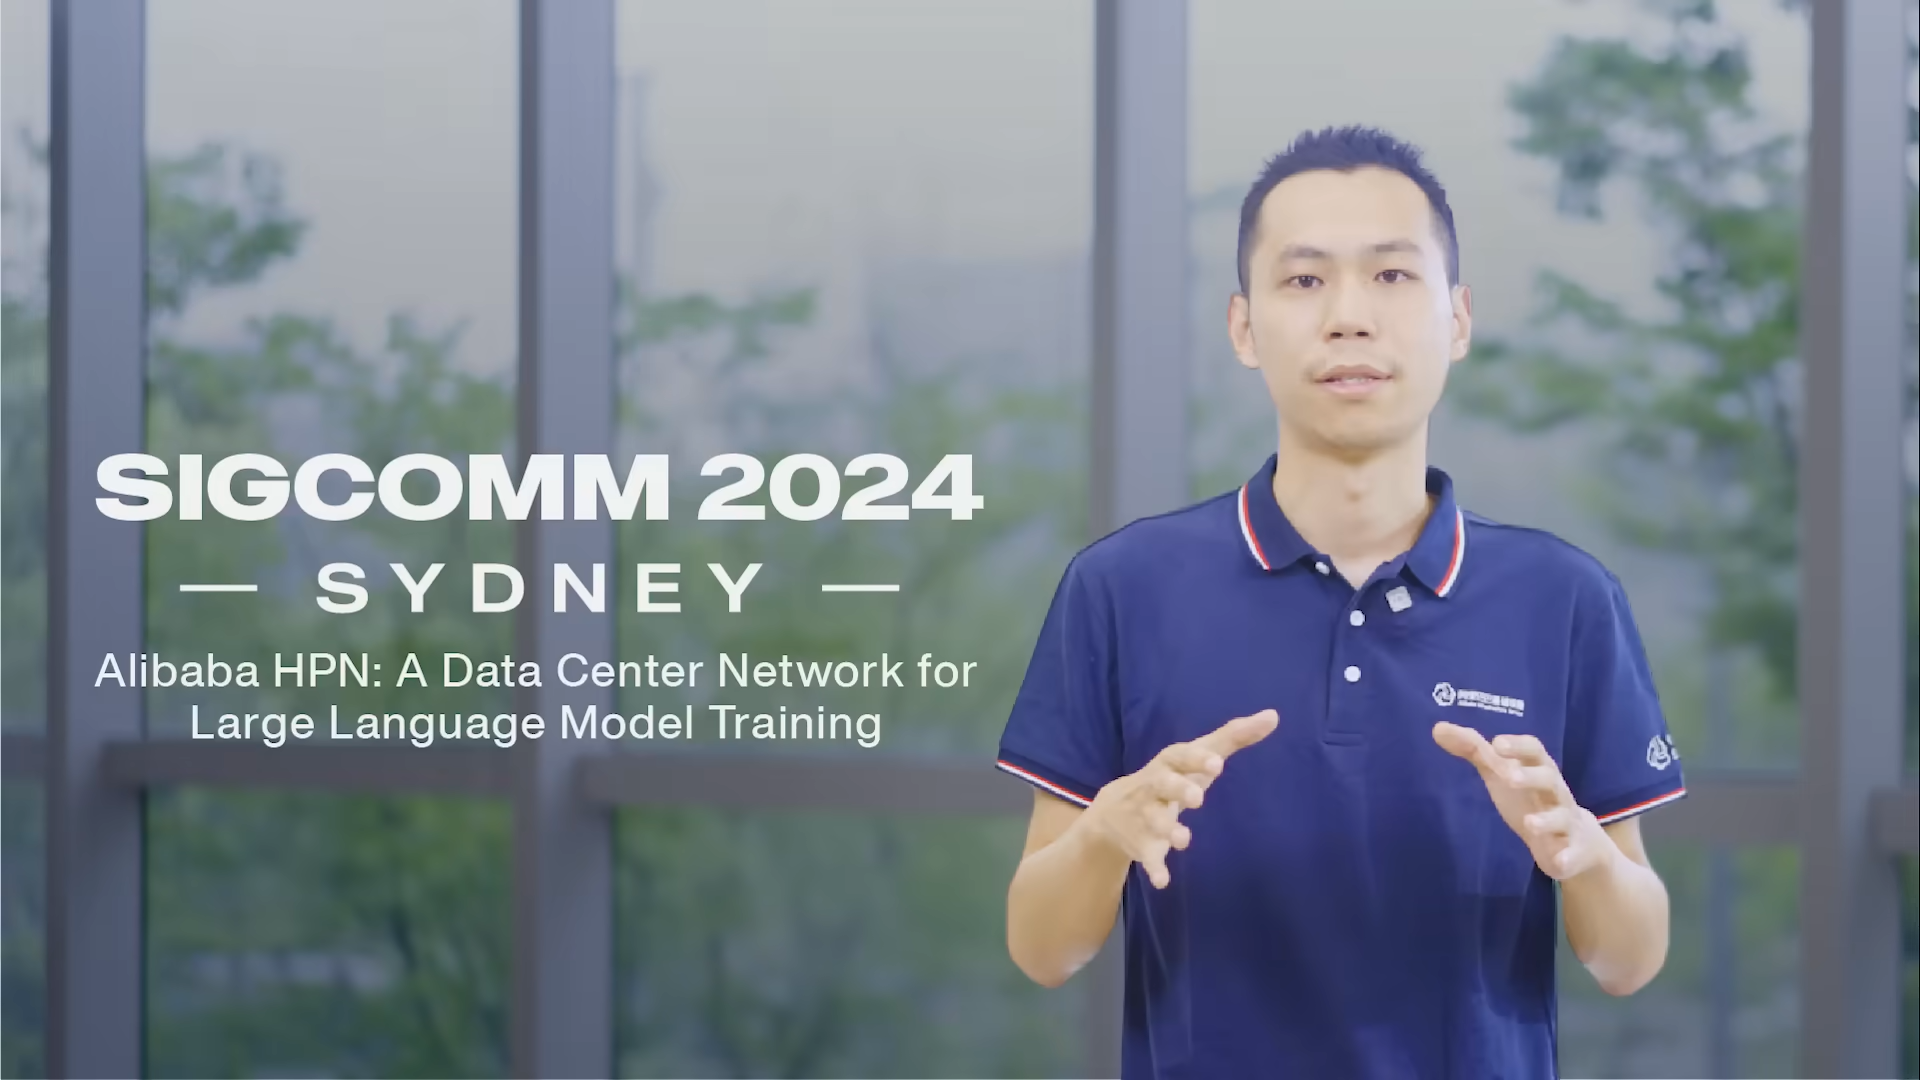 SIGCOMM 2024
— SYDNEY —
Alibaba HPN: A Data Center Network for
Large Language Model Training